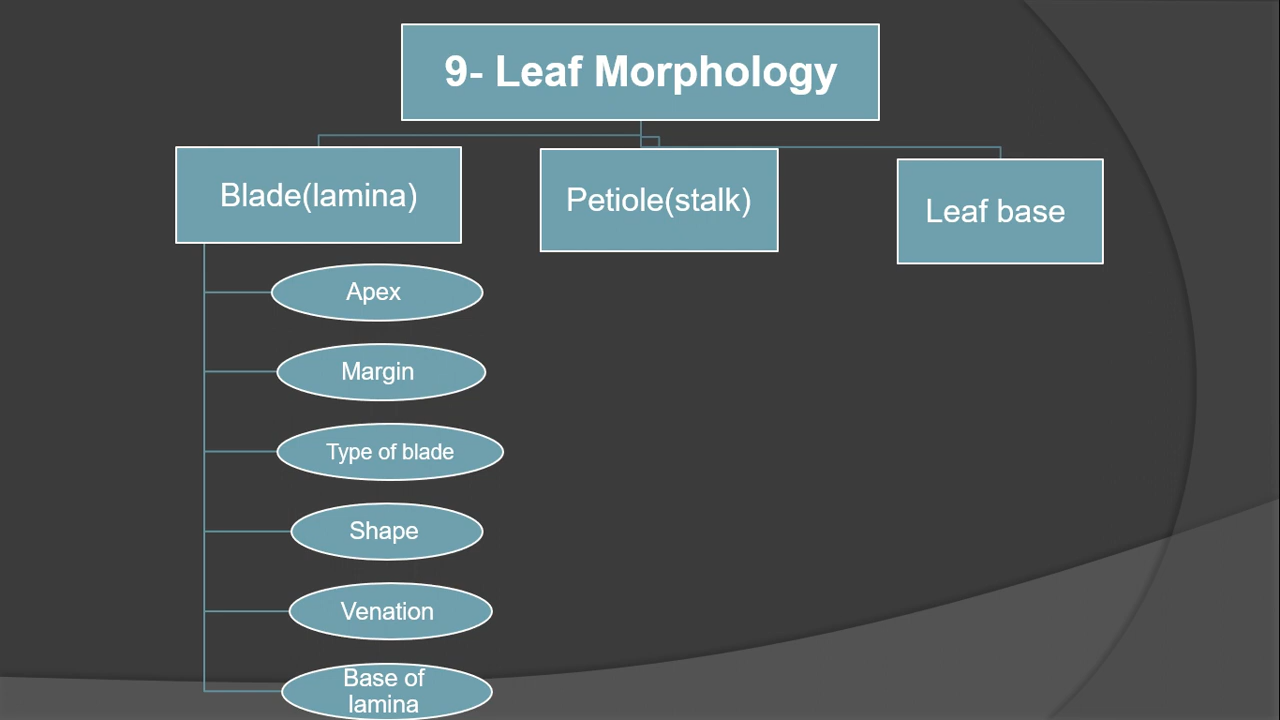 9- Leaf Morphology
Blade(lamina)
Petiole(stalk)
Leaf base
Apex
Margin
Type of blade
Shape
Venation
Base of
lamina